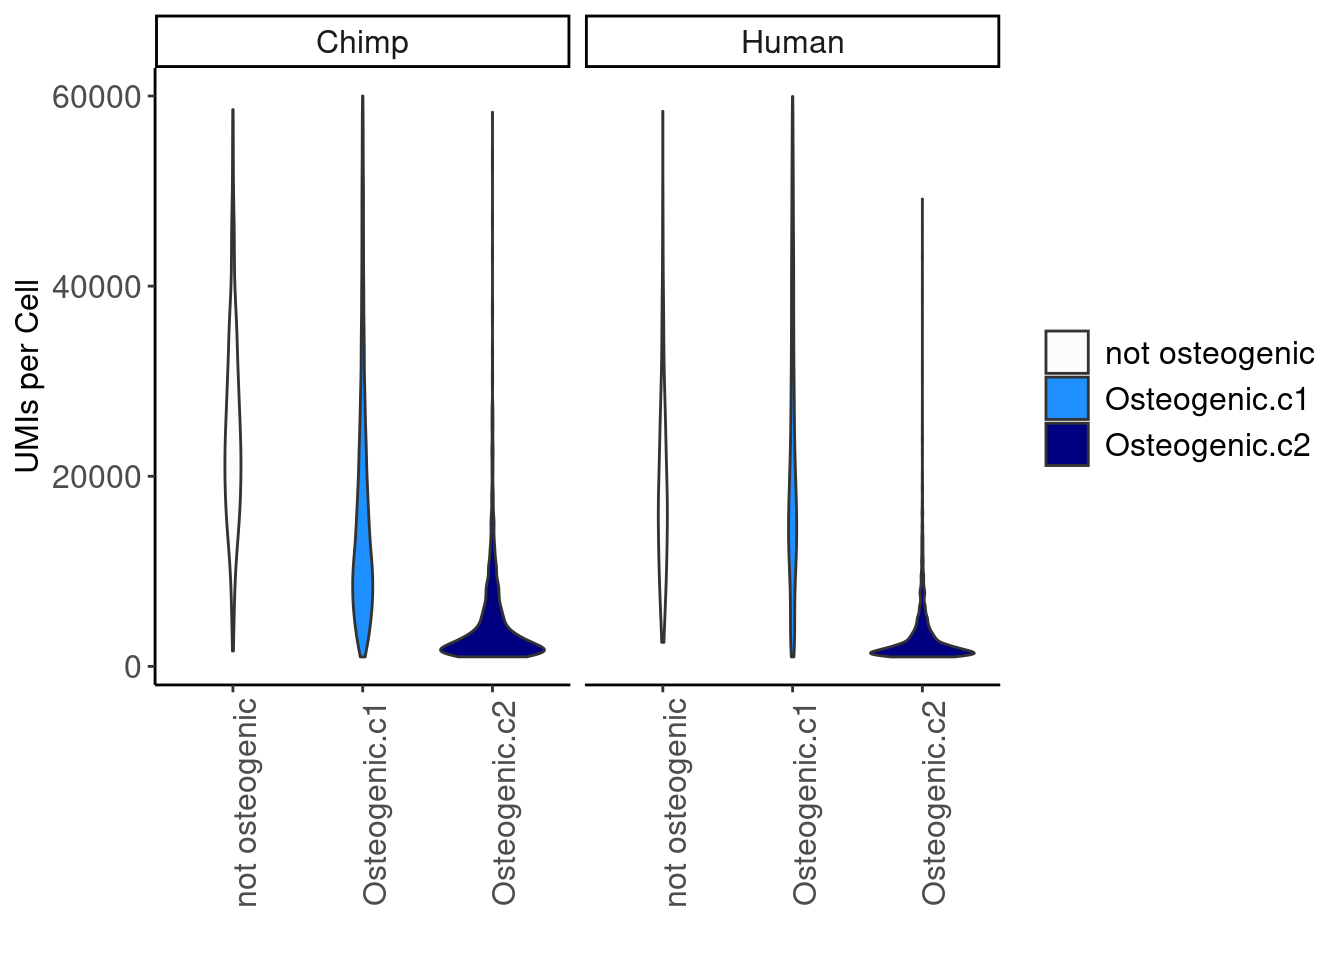 Chimp
Human
UMIs per Cell
60000
40000
20000
0
not osteogenic
Osteogenic.c1
Osteogenic.c2
not osteogenic
Osteogenic.c1
Osteogenic.c2
not osteogenic
Osteogenic.c1
Osteogenic.c2